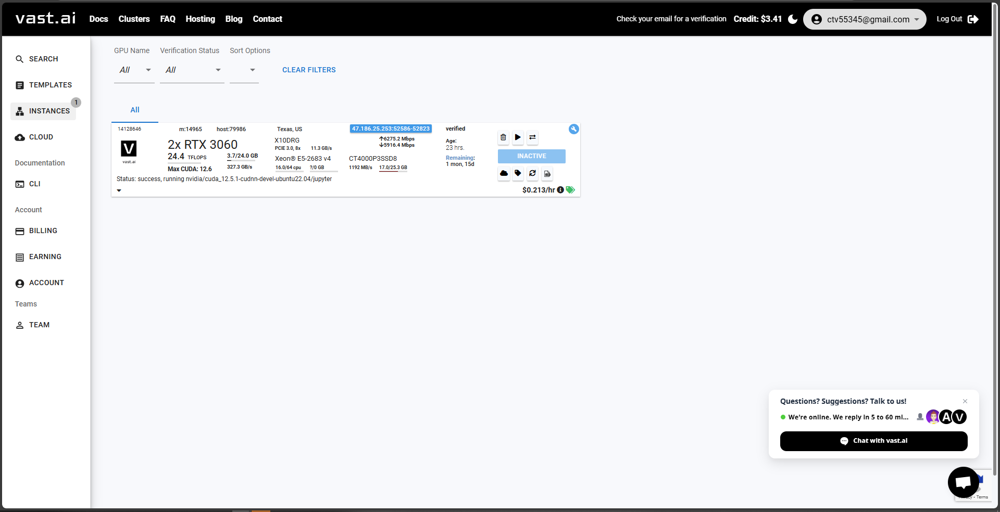 vast.ai Docs Clusters FAQ Hosting Blog Contact Check your email for a verification Credit: $3.41 ctv55345@gmail.com Log Out
SEARCH
TEMPLATES
INSTANCES 1
CLOUD
Documentation
CLI
Account
BILLING
EARNING
ACCOUNT
Teams
TEAM
GPU Name Verification Status Sort Options
All All CLEAR FILTERS
All
14128646 m:14965 host:79986 Texas, US 47.186.25.253:52586-52823 verified
V
vast.ai
2x RTX 3060
24.4 TFLOPS
Max CUDA: 12.6
3.7/24.0 GB
327.3 GB/s
X10DRG
PCIE 3.0, 8x 11.3 GB/s
Xeon® E5-2683 v4
16.0/64 cpu ?/0 GB
↑6275.2 Mbps
↓5916.4 Mbps
CT4000P3SSD8
1192 MB/s 17.0/25.3 GB
Age:
23 hrs.
Remaining:
1 mon, 15d
INACTIVE
Status: success, running nvidia/cuda_12.5.1-cudnn-devel-ubuntu22.04/jupyter
$0.213/hr
Questions? Suggestions? Talk to us!
We're online. We reply in 5 to 60 mi...
A V
Chat with vast.ai
- Terms